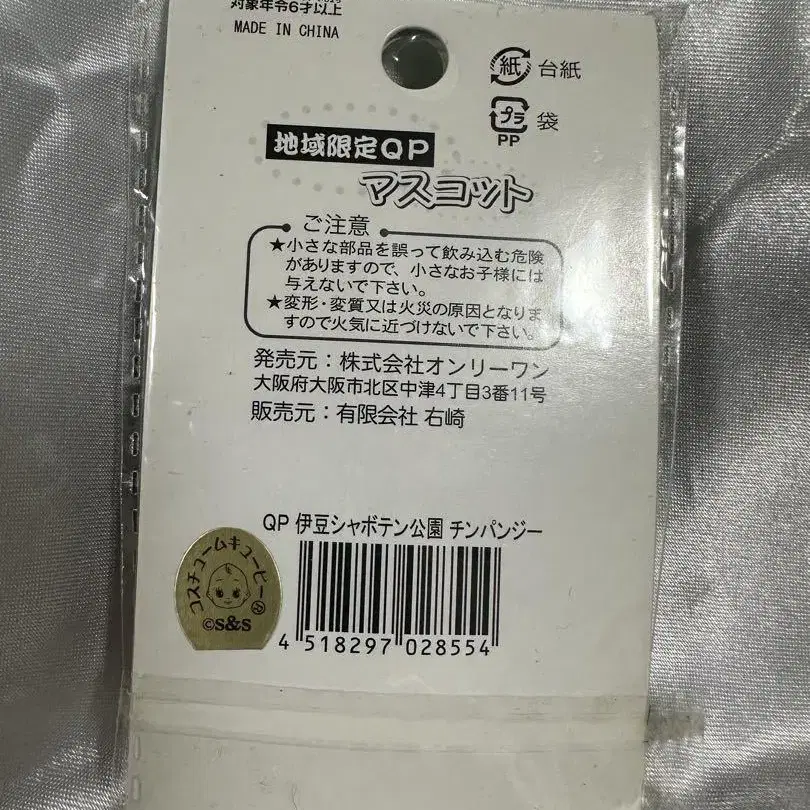 対象年令6才以上
MADE IN CHINA
紙 台紙
プラ 袋
PP
地域限定QP
マスコット
ご注意
★小さな部品を誤って飲み込む危険
がありますので、小さなお子様には
与えないで下さい。
★変形・変質又は火災の原因となりま
すので火気に近づけないで下さい。
発売元：株式会社オンリーワン
大阪府大阪市北区中津4丁目3番11号
販売元：有限会社 右崎
QP 伊豆シャボテン公園 チンパンジー
コスチュームキューピー®
©S&S
4 518297 028554